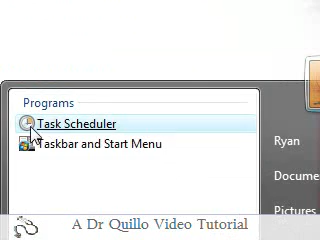 Programs
Task Scheduler
Taskbar and Start Menu
Ryan
Docume
Pictures
A Dr Quillo Video Tutorial